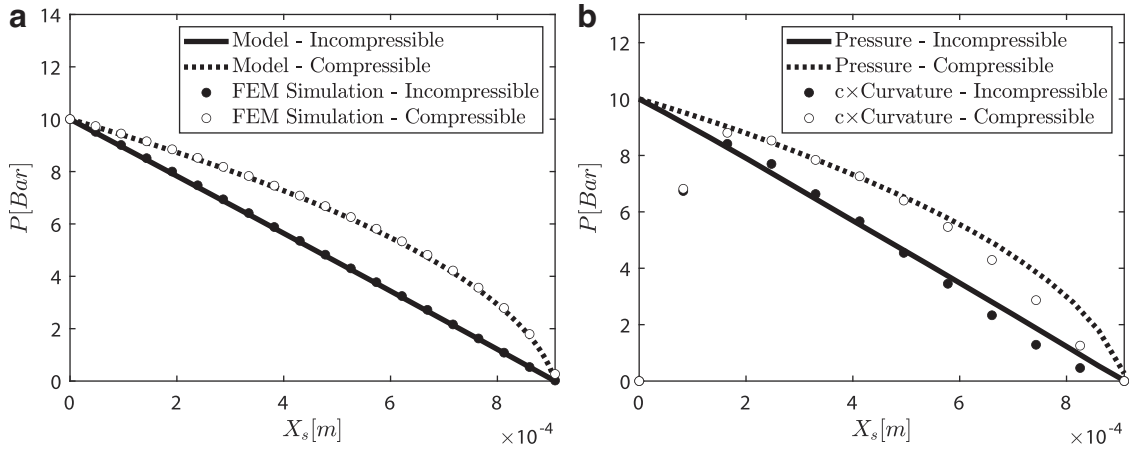 a
14
12
10
8
6
4
2
0
P[Bar]
Model - Incompressible
Model - Compressible
FEM Simulation - Incompressible
FEM Simulation - Compressible
0 2 4 6 8
X_s[m]
×10⁻⁴
b
14
12
10
8
6
4
2
0
P[Bar]
Pressure - Incompressible
Pressure - Compressible
c×Curvature - Incompressible
c×Curvature - Compressible
0 2 4 6 8
X_s[m]
×10⁻⁴